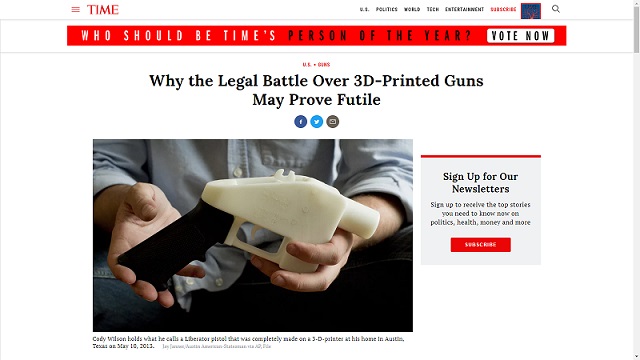 TIME
U.S. POLITICS WORLD TECH ENTERTAINMENT SUBSCRIBE
WHO SHOULD BE TIME'S PERSON OF THE YEAR? VOTE NOW
U.S. • GUNS
Why the Legal Battle Over 3D-Printed Guns
May Prove Futile
Sign Up for Our
Newsletters
Sign up to receive the top stories
you need to know now on
politics, health, money and more
SUBSCRIBE
Cody Wilson holds what he calls a Liberator pistol that was completely made on a 3-D-printer at his home in Austin,
Texas on May 10, 2013. Jay Janner/Austin American-Statesman via AP, File